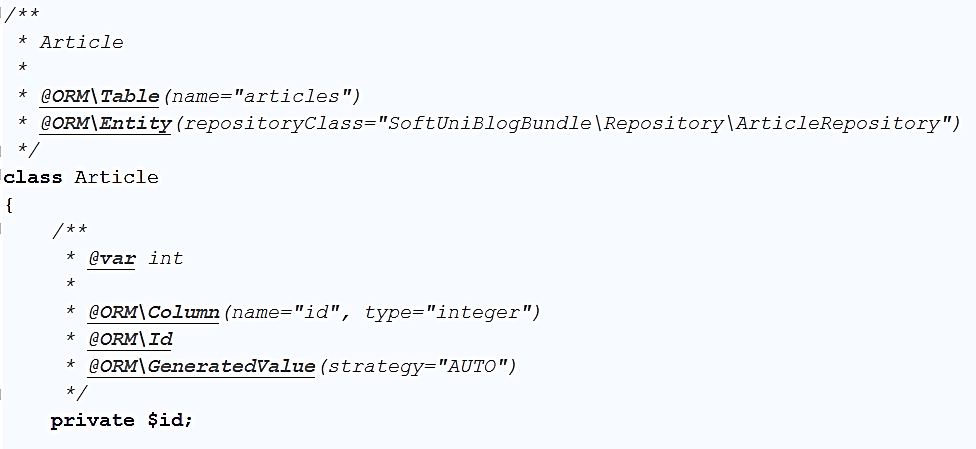 /**
 * Article
 *
 * @ORM\Table(name="articles")
 * @ORM\Entity(repositoryClass="SoftUniBlogBundle\Repository\ArticleRepository")
 */
class Article
{
    /**
     * @var int
     *
     * @ORM\Column(name="id", type="integer")
     * @ORM\Id
     * @ORM\GeneratedValue(strategy="AUTO")
     */
    private $id;